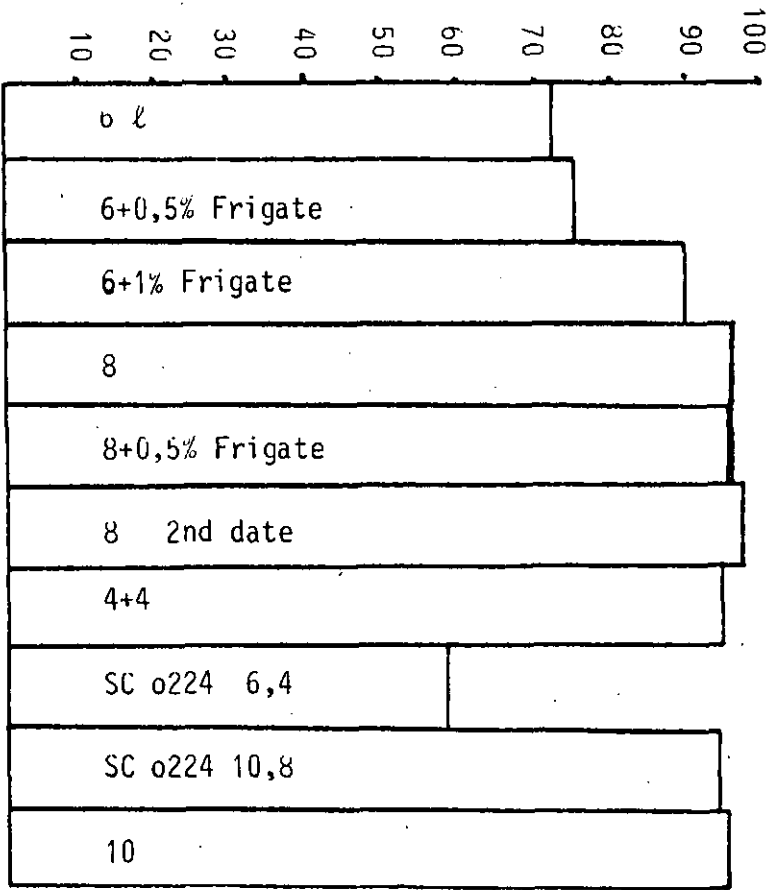 10 20 30 40 50 60 70 80 90 100
6 ℓ
6+0,5% Frigate
6+1% Frigate
8
8+0,5% Frigate
8 2nd date
4+4
SC o224 6,4
SC o224 10,8
10